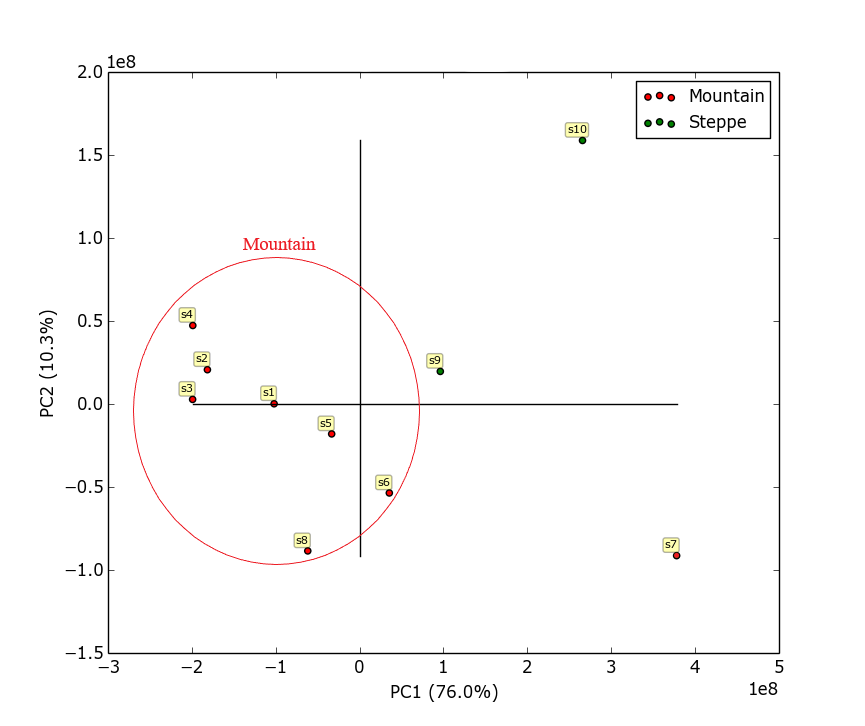 1e8
2.0
Mountain
Steppe
s10
1.5
Mountain
1.0
s4
0.5
s2
s9
s3
s1
0.0
s5
s6
−0.5
s8
s7
−1.0
−1.5
PC2 (10.3%)
−3 −2 −1 0 1 2 3 4 5
PC1 (76.0%)
1e8